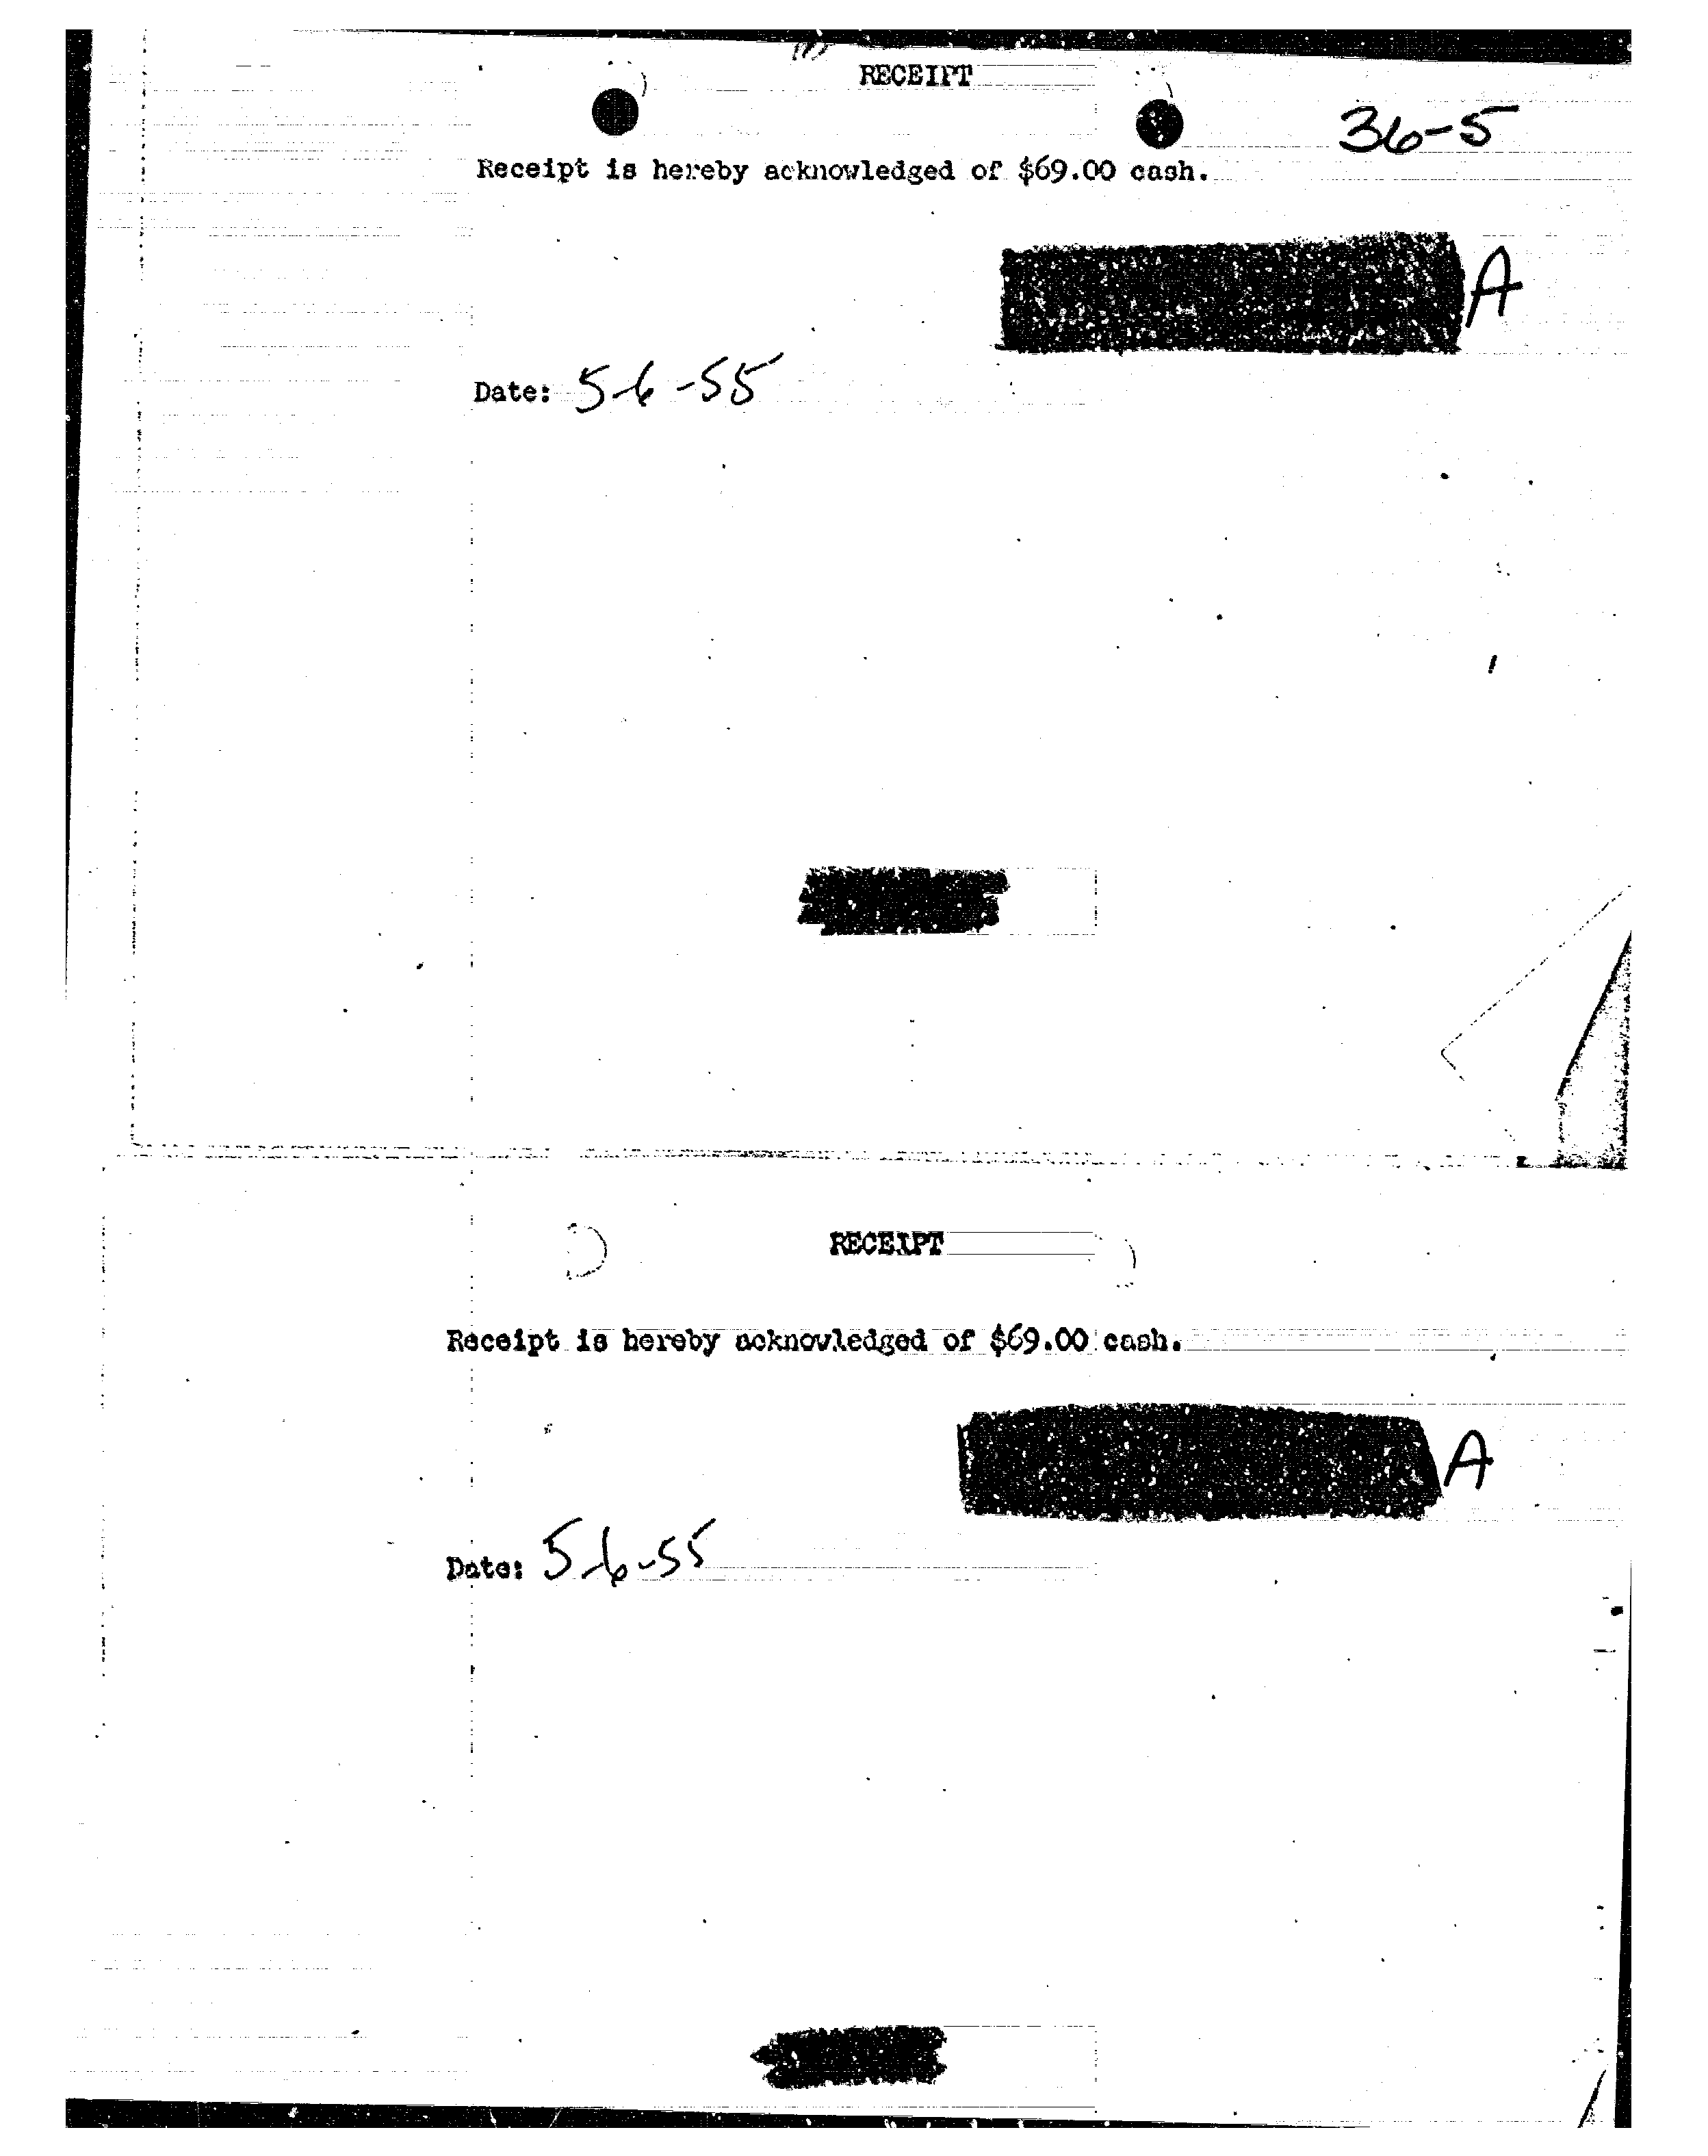 RECEIPT
36-5
Receipt is hereby acknowledged of $69.00 cash.
A
Date: 5-6-55
RECEIPT
Receipt is hereby acknowledged of $69.00 cash.
A
Date: 5-6-55